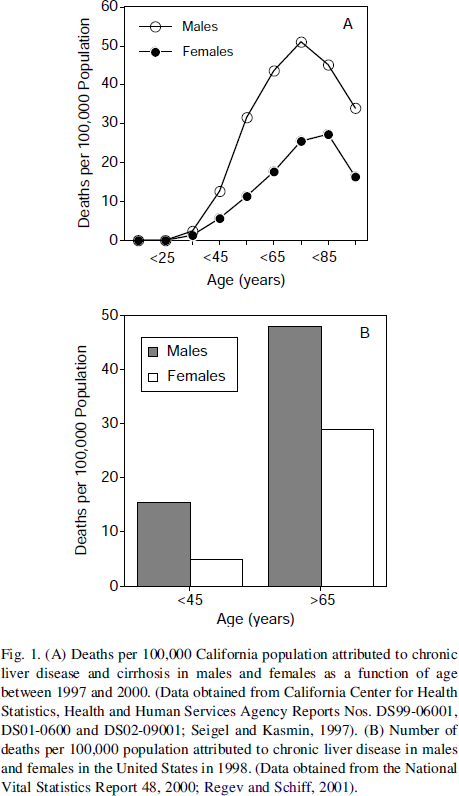 60
50
40
30
20
10
0
Deaths per 100,000 Population
Males
Females
A
<25
<45
<65
<85
Age (years)
50
40
30
20
10
0
Deaths per 100,000 Population
Males
Females
B
<45
>65
Age (years)
Fig. 1. (A) Deaths per 100,000 California population attributed to chronic
liver disease and cirrhosis in males and females as a function of age
between 1997 and 2000. (Data obtained from California Center for Health
Statistics, Health and Human Services Agency Reports Nos. DS99-06001,
DS01-0600 and DS02-09001; Seigel and Kasmin, 1997). (B) Number of
deaths per 100,000 population attributed to chronic liver disease in males
and females in the United States in 1998. (Data obtained from the National
Vital Statistics Report 48, 2000; Regev and Schiff, 2001).